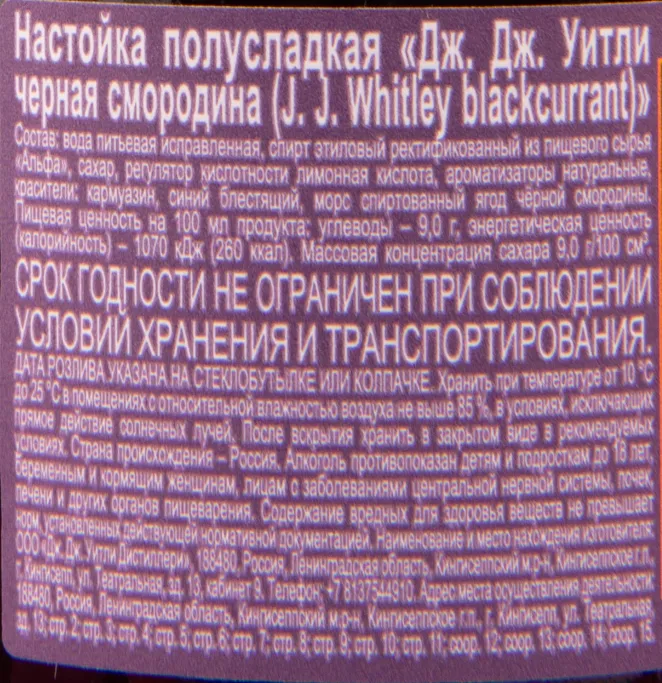 Настойка полусладкая «Дж. Дж. Уитли
черная смородина (J. J. Whitley blackcurrant)»
Состав: вода питьевая исправленная, спирт этиловый ректификованный из пищевого сырья
«Альфа», сахар, регулятор кислотности лимонная кислота, ароматизаторы натуральные,
красители: кармуазин, синий блестящий, морс спиртованный ягод чёрной смородины.
Пищевая ценность на 100 мл продукта: углеводы – 9,0 г, энергетическая ценность
(калорийность) – 1070 кДж (260 ккал). Массовая концентрация сахара 9,0 г/100 см³.
СРОК ГОДНОСТИ НЕ ОГРАНИЧЕН ПРИ СОБЛЮДЕНИИ
УСЛОВИЙ ХРАНЕНИЯ И ТРАНСПОРТИРОВАНИЯ.
ДАТА РОЗЛИВА УКАЗАНА НА СТЕКЛОБУТЫЛКЕ ИЛИ КОЛПАЧКЕ. Хранить при температуре от 10 °С
до 25 °С в помещениях с относительной влажностью воздуха не выше 85 %, в условиях, исключающих
прямое действие солнечных лучей. После вскрытия хранить в закрытом виде в рекомендуемых
условиях. Страна происхождения – Россия. Алкоголь противопоказан детям и подросткам до 18 лет,
беременным и кормящим женщинам, лицам с заболеваниями центральной нервной системы, почек,
печени и других органов пищеварения. Содержание вредных для здоровья веществ не превышает
норм, установленных действующей нормативной документацией. Наименование и место нахождения изготовителя:
ООО «Дж. Дж. Уитли Дистиллери», 188480, Россия, Ленинградская область, Кингисеппский м.р-н, Кингисеппское г.п.,
г. Кингисепп, ул. Театральная, зд. 13, кабинет 9. Телефон: +7 8137544910. Адрес места осуществления деятельности:
188480, Россия, Ленинградская область, Кингисеппский м.р-н, Кингисеппское г.п., г. Кингисепп, ул. Театральная,
зд. 13; стр. 2; стр. 3; стр. 4; стр. 5; стр. 6; стр. 7; стр. 8; стр. 9; стр. 10; стр. 11; соор. 12; соор. 13; соор. 14; соор. 15.